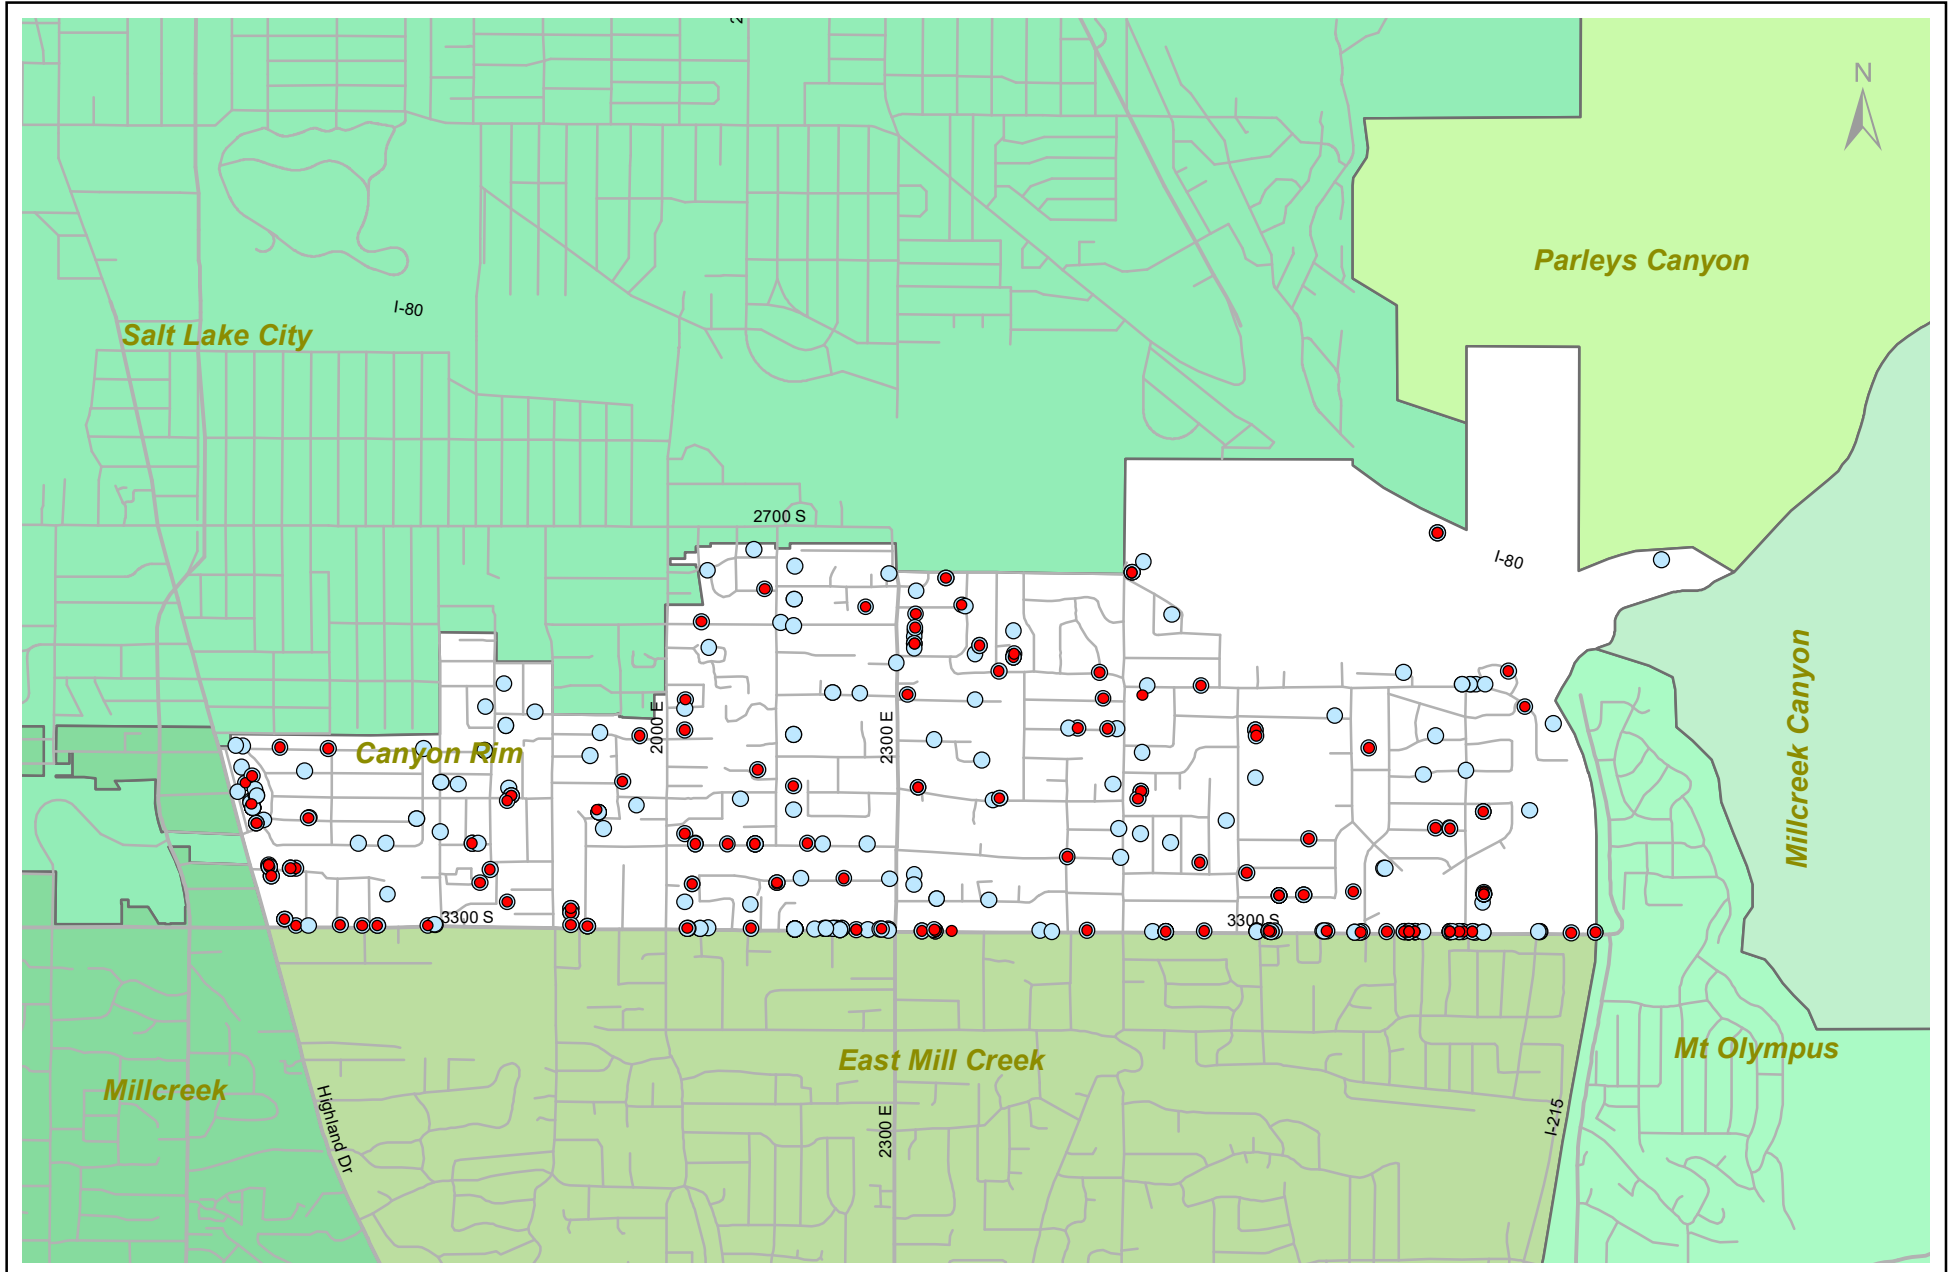 N
Parleys Canyon
I-80
Salt Lake City
2700 S
I-80
2000 E
2300 E
Canyon Rim
Millcreek Canyon
3300 S
3300 S
East Mill Creek
Mt Olympus
Millcreek
Highland Dr
2300 E
I-215